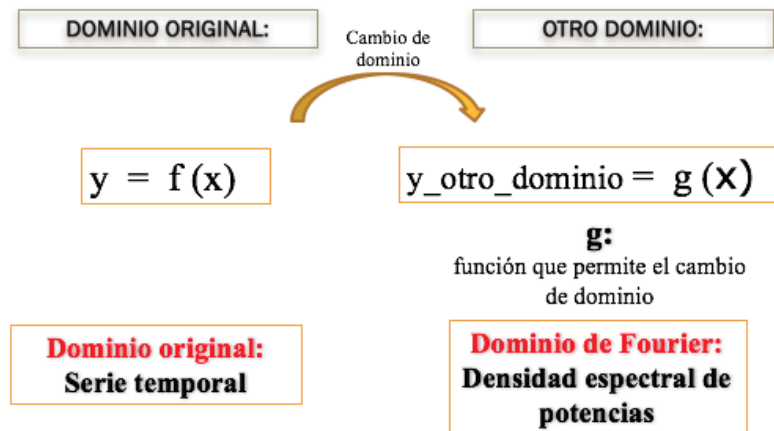 DOMINIO ORIGINAL:
Cambio de
dominio
OTRO DOMINIO:
y = f (x)
y_otro_dominio = g (x)
g:
función que permite el cambio
de dominio
Dominio original:
Serie temporal
Dominio de Fourier:
Densidad espectral de
potencias